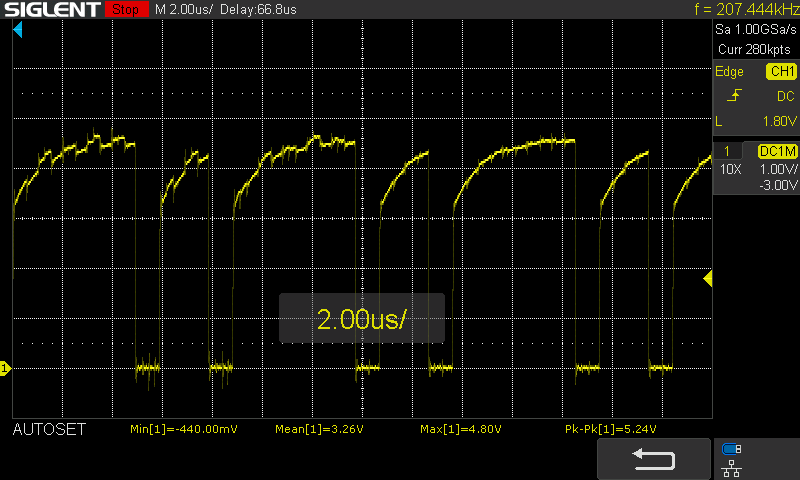 SIGLENT Stop M 2.00us/ Delay:66.8us f = 207.444kHz
Sa 1.00GSa/s
Curr 280kpts
Edge CH1
DC
L 1.80V
1 DC1M
10X 1.00V/
-3.00V
2.00us/
1
AUTOSET Min[1]=-440.00mV Mean[1]=3.26V Max[1]=4.80V Pk-Pk[1]=5.24V